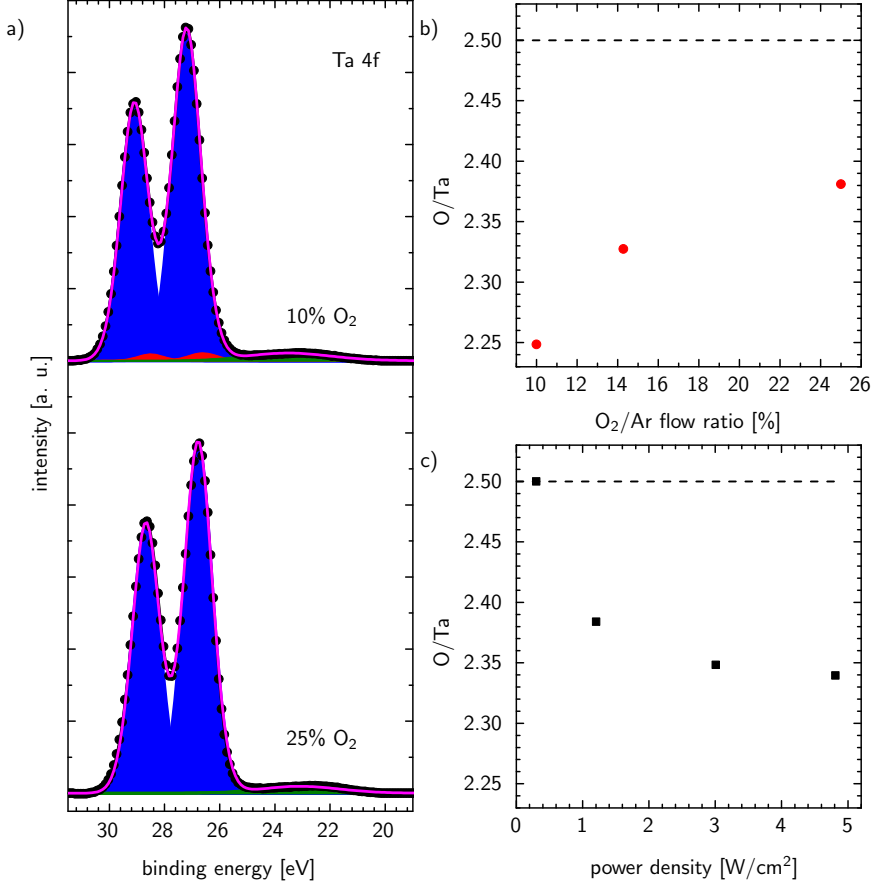 a)
Ta 4f
10% O₂
25% O₂
intensity [a. u.]
30 28 26 24 22 20
binding energy [eV]
b)
2.50
2.45
2.40
2.35
2.30
2.25
O/Ta
10 12 14 16 18 20 22 24 26
O₂/Ar flow ratio [%]
c)
2.50
2.45
2.40
2.35
2.30
2.25
O/Ta
0 1 2 3 4 5
power density [W/cm²]